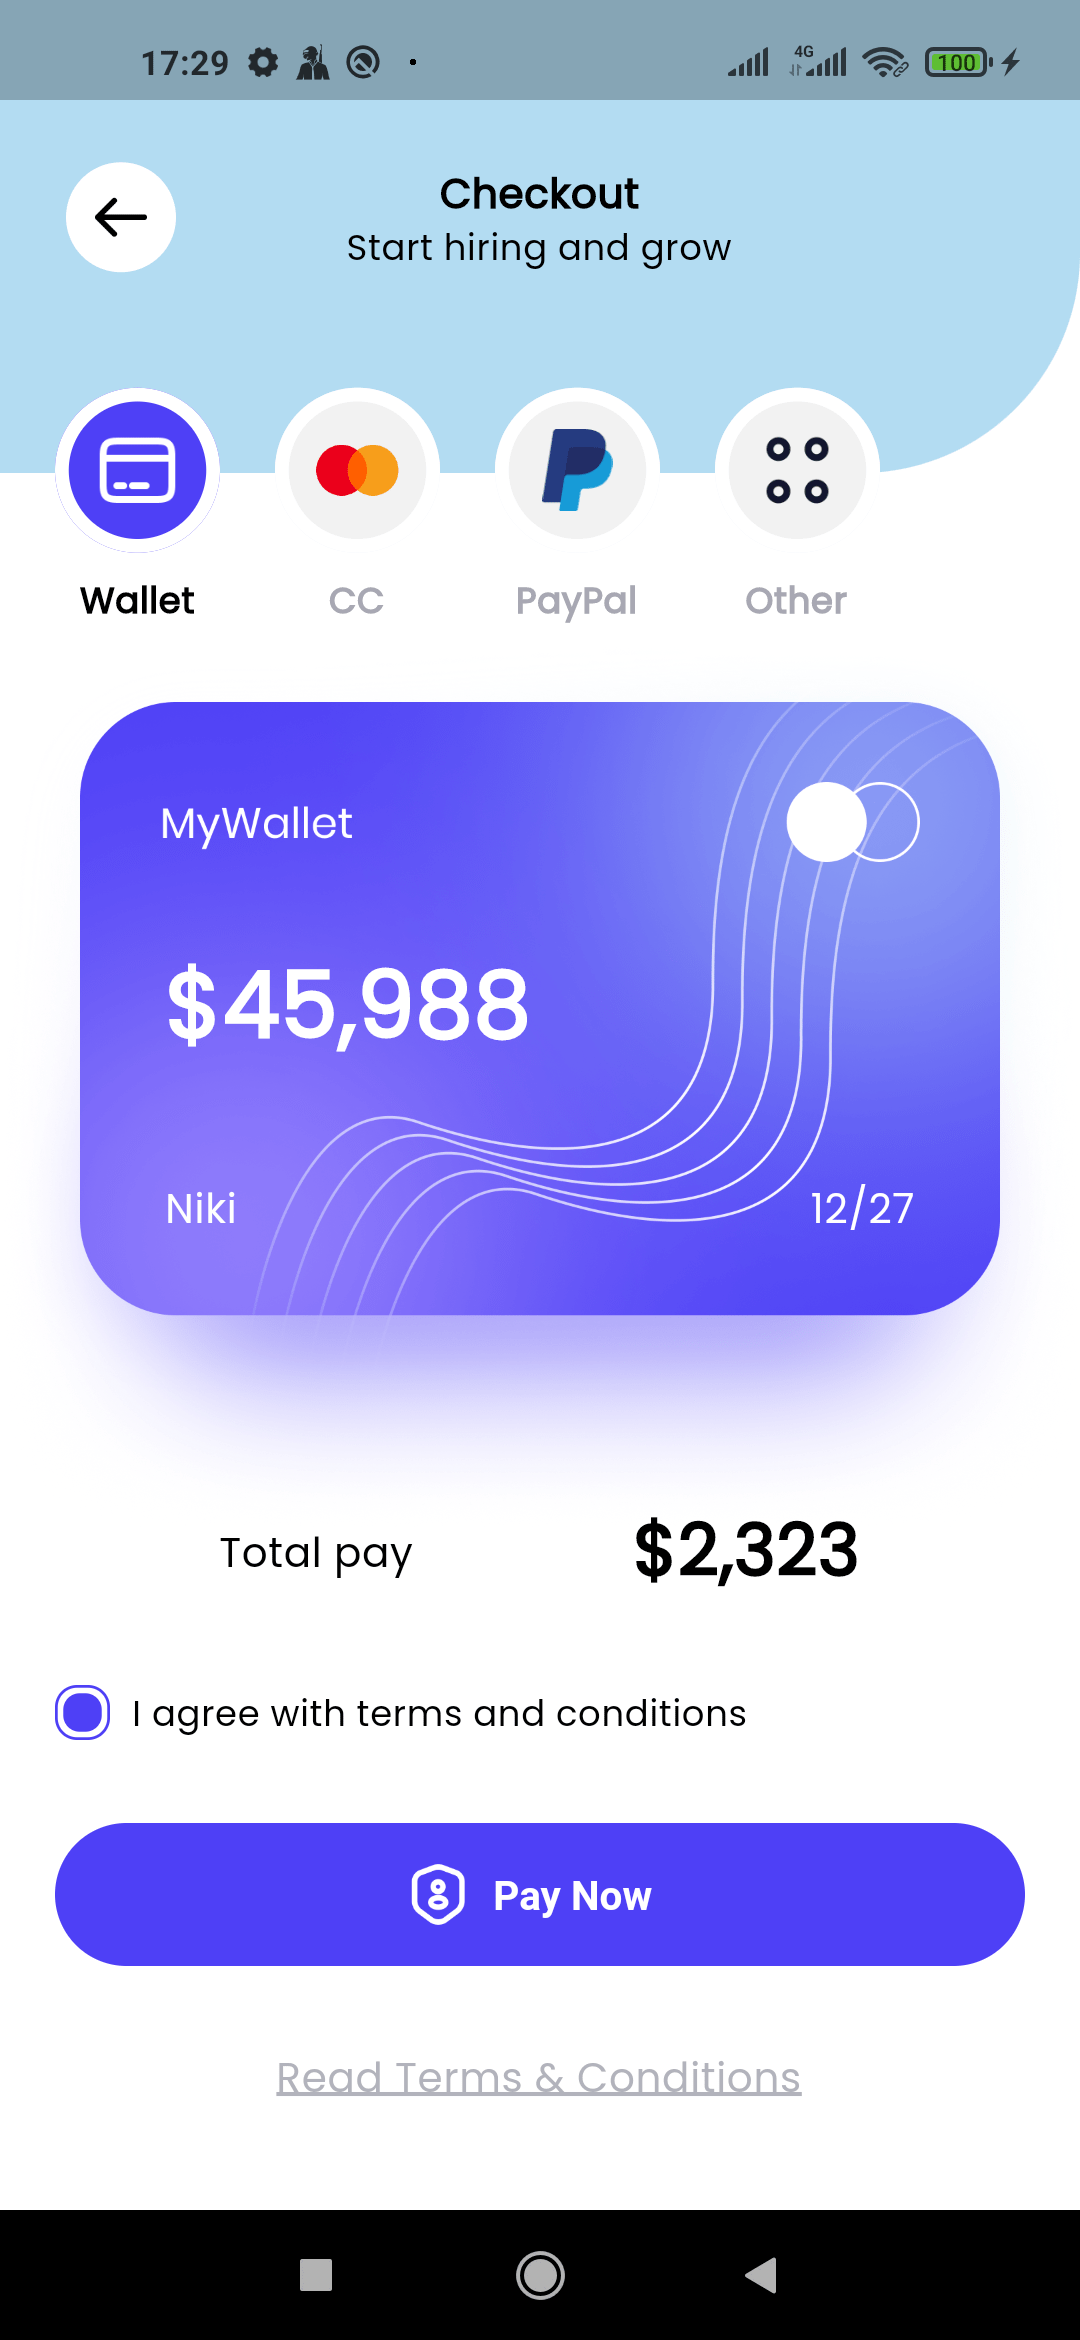 17:29
4G
100
Checkout
Start hiring and grow
Wallet
CC
PayPal
Other
MyWallet
$45,988
Niki
12/27
Total pay
$2,323
I agree with terms and conditions
Pay Now
Read Terms & Conditions